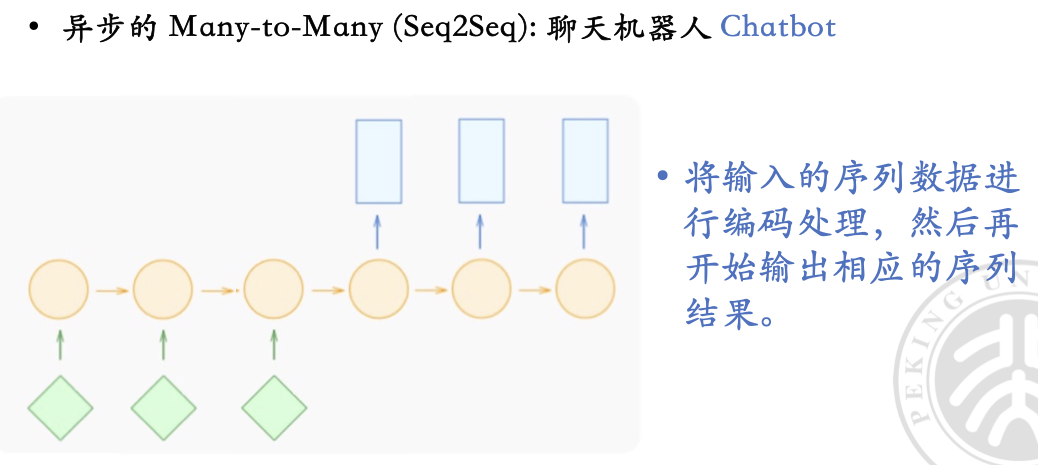 • 异步的 Many-to-Many (Seq2Seq): 聊天机器人 Chatbot
• 将输入的序列数据进
行编码处理，然后再
开始输出相应的序列
结果。
PEKING UN